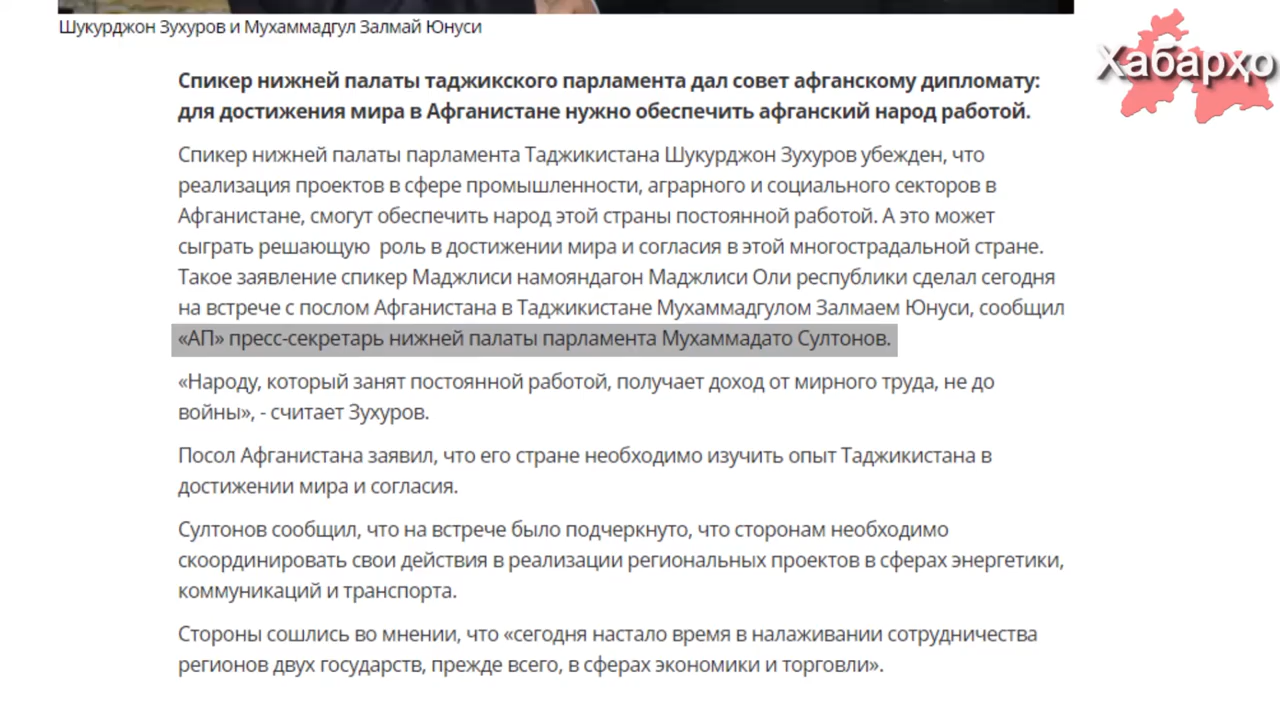 Шукурджон Зухуров и Мухаммадгул Залмай Юнуси
Хабарҳо
Спикер нижней палаты таджикского парламента дал совет афганскому дипломату:
для достижения мира в Афганистане нужно обеспечить афганский народ работой.
Спикер нижней палаты парламента Таджикистана Шукурджон Зухуров убежден, что
реализация проектов в сфере промышленности, аграрного и социального секторов в
Афганистане, смогут обеспечить народ этой страны постоянной работой. А это может
сыграть решающую  роль в достижении мира и согласия в этой многострадальной стране.
Такое заявление спикер Маджлиси намояндагон Маджлиси Оли республики сделал сегодня
на встрече с послом Афганистана в Таджикистане Мухаммадгулом Залмаем Юнуси, сообщил
«АП» пресс-секретарь нижней палаты парламента Мухаммадато Султонов.
«Народу, который занят постоянной работой, получает доход от мирного труда, не до
войны», - считает Зухуров.
Посол Афганистана заявил, что его стране необходимо изучить опыт Таджикистана в
достижении мира и согласия.
Султонов сообщил, что на встрече было подчеркнуто, что сторонам необходимо
скоординировать свои действия в реализации региональных проектов в сферах энергетики,
коммуникаций и транспорта.
Стороны сошлись во мнении, что «сегодня настало время в налаживании сотрудничества
регионов двух государств, прежде всего, в сферах экономики и торговли».